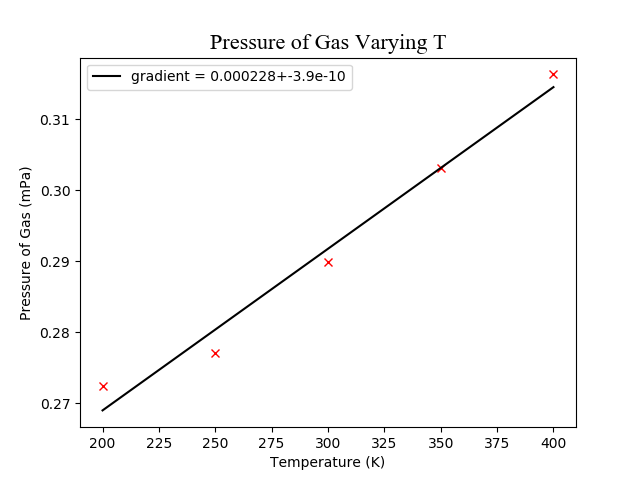 Pressure of Gas Varying T
gradient = 0.000228+-3.9e-10
0.31
0.30
0.29
0.28
0.27
Pressure of Gas (mPa)
200 225 250 275 300 325 350 375 400
Temperature (K)